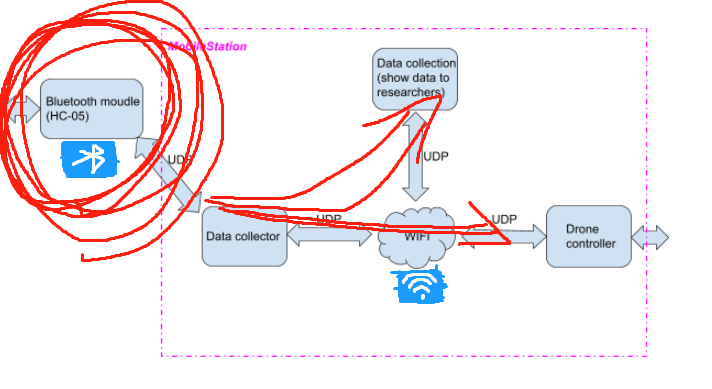 MobileStation
Data collection
(show data to
researchers)
Bluetooth moudle
(HC-05)
UDP
UDP
Data collector
UDP
WIFI
UDP
Drone
controller